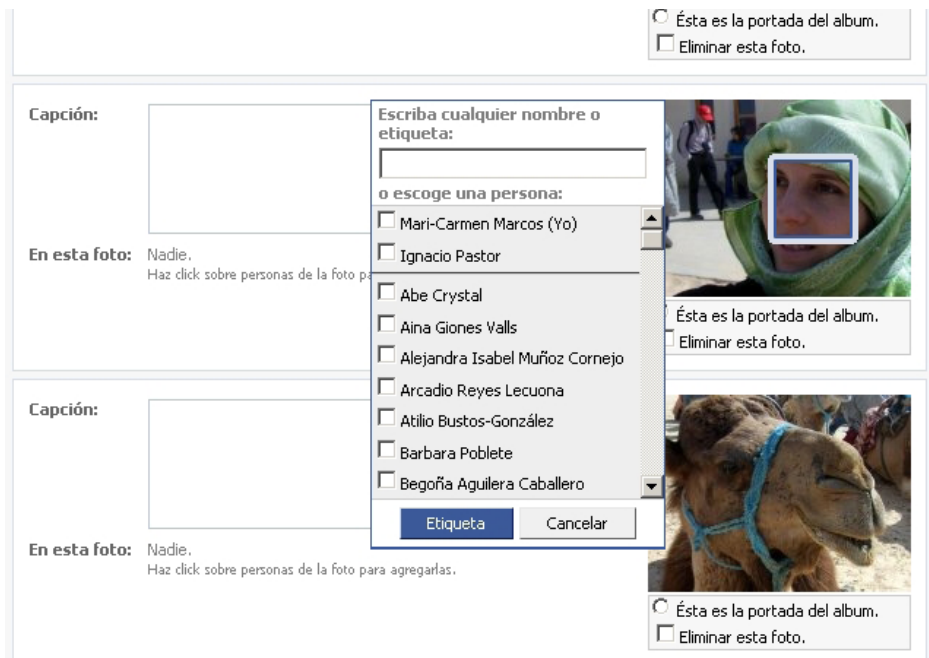 Ésta es la portada del album.
Eliminar esta foto.
Capción:
Escriba cualquier nombre o
etiqueta:
o escoge una persona:
Mari-Carmen Marcos (Yo)
Ignacio Pastor
Abe Crystal
Aina Giones Valls
Alejandra Isabel Muñoz Cornejo
Arcadio Reyes Lecuona
Atilio Bustos-González
Barbara Poblete
Begoña Aguilera Caballero
Etiqueta
Cancelar
En esta foto: Nadie.
Haz click sobre personas de la foto pa
Ésta es la portada del album.
Eliminar esta foto.
Capción:
En esta foto: Nadie.
Haz click sobre personas de la foto para agregarlas.
Ésta es la portada del album.
Eliminar esta foto.